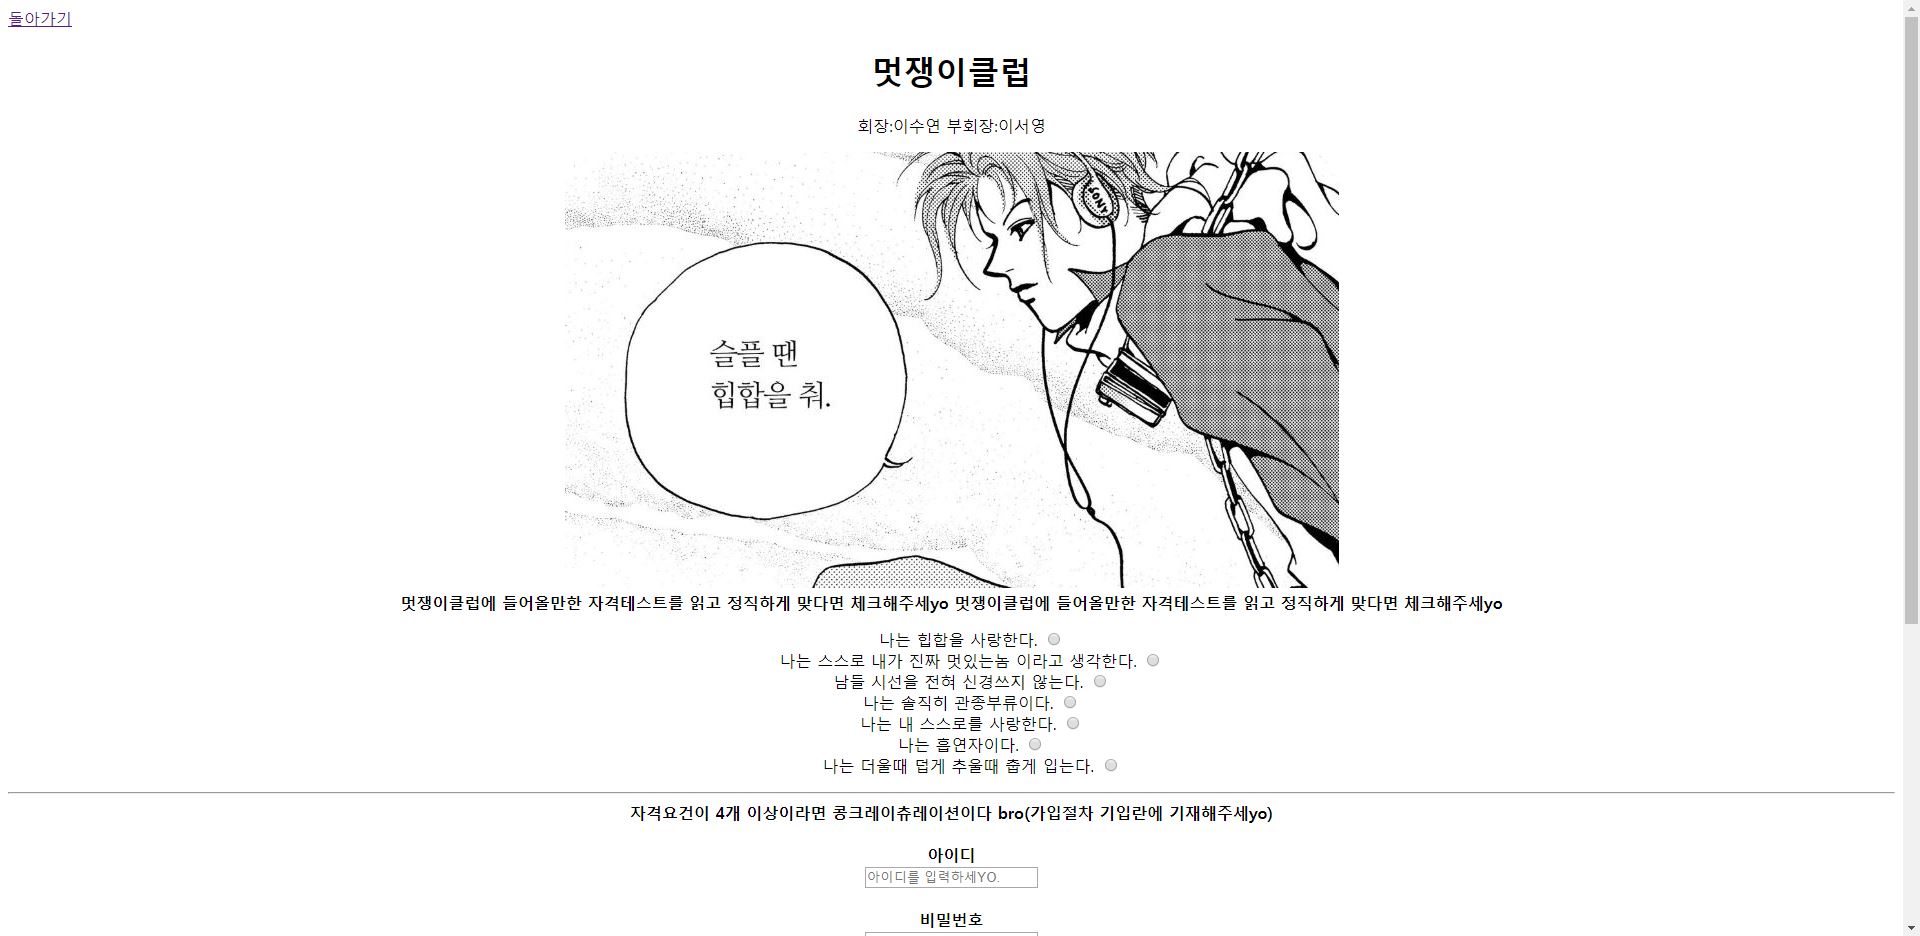 돌아가기
멋쟁이클럽
회장:이수연 부회장:이서영
SONY
슬플 땐
힙합을 춰.
멋쟁이클럽에 들어올만한 자격테스트를 읽고 정직하게 맞다면 체크해주세yo 멋쟁이클럽에 들어올만한 자격테스트를 읽고 정직하게 맞다면 체크해주세yo
나는 힙합을 사랑한다.
나는 스스로 내가 진짜 멋있는놈 이라고 생각한다.
남들 시선을 전혀 신경쓰지 않는다.
나는 솔직히 관종부류이다.
나는 내 스스로를 사랑한다.
나는 흡연자이다.
나는 더울때 덥게 추울때 춥게 입는다.
자격요건이 4개 이상이라면 콩크레이츄레이션이다 bro(가입절차 기입란에 기재해주세yo)
아이디
아이디를 입력하세YO.
비밀번호